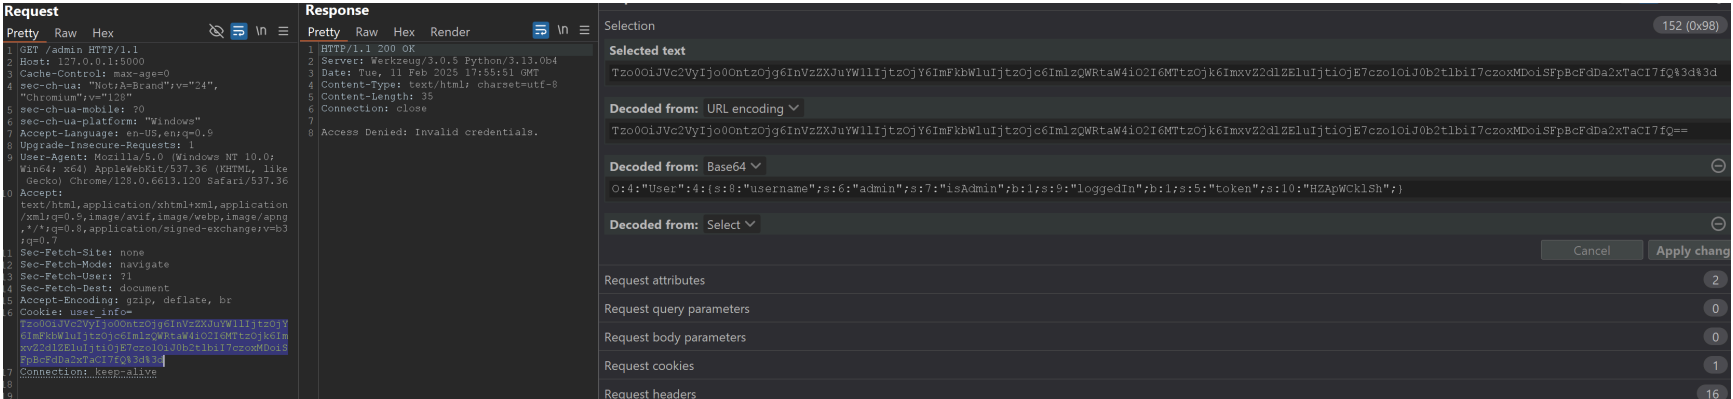 Request
Pretty Raw Hex
\n
1 GET /admin HTTP/1.1
2 Host: 127.0.0.1:5000
3 Cache-Control: max-age=0
4 sec-ch-ua: "Not;A=Brand";v="24",
"Chromium";v="128"
5 sec-ch-ua-mobile: ?0
6 sec-ch-ua-platform: "Windows"
7 Accept-Language: en-US,en;q=0.9
8 Upgrade-Insecure-Requests: 1
9 User-Agent: Mozilla/5.0 (Windows NT 10.0;
Win64; x64) AppleWebKit/537.36 (KHTML, like
Gecko) Chrome/128.0.6613.120 Safari/537.36
10 Accept:
text/html,application/xhtml+xml,application
/xml;q=0.9,image/avif,image/webp,image/apng
,*/*;q=0.8,application/signed-exchange;v=b3
;q=0.7
11 Sec-Fetch-Site: none
12 Sec-Fetch-Mode: navigate
13 Sec-Fetch-User: ?1
14 Sec-Fetch-Dest: document
15 Accept-Encoding: gzip, deflate, br
16 Cookie: user_info=
Tzo0OiJVc2VyIjo0OntzOjg6InVzZXJuYW1lIjtzOjY
6ImFkbWluIjtzOjc6ImlzQWRtaW4iO2I6MTtzOjk6Im
xvZ2dlZEluIjtiOjE7czo1OiJ0b2tlbiI7czoxMDoiS
FpBcFdDa2xTaCI7fQ%3d%3d
17 Connection: keep-alive
18
Response
Pretty Raw Hex Render
\n
1 HTTP/1.1 200 OK
2 Server: Werkzeug/3.0.5 Python/3.13.0b4
3 Date: Tue, 11 Feb 2025 17:55:51 GMT
4 Content-Type: text/html; charset=utf-8
5 Content-Length: 35
6 Connection: close
7
8 Access Denied: Invalid credentials.
Selection 152 (0x98)
Selected text
Tzo0OiJVc2VyIjo0OntzOjg6InVzZXJuYW1lIjtzOjY6ImFkbWluIjtzOjc6ImlzQWRtaW4iO2I6MTtzOjk6ImxvZ2dlZEluIjtiOjE7czo1OiJ0b2tlbiI7czoxMDoiSFpBcFdDa2xTaCI7fQ%3d%3d
Decoded from: URL encoding
Tzo0OiJVc2VyIjo0OntzOjg6InVzZXJuYW1lIjtzOjY6ImFkbWluIjtzOjc6ImlzQWRtaW4iO2I6MTtzOjk6ImxvZ2dlZEluIjtiOjE7czo1OiJ0b2tlbiI7czoxMDoiSFpBcFdDa2xTaCI7fQ==
Decoded from: Base64
O:4:"User":4:{s:8:"username";s:6:"admin";s:7:"isAdmin";b:1;s:9:"loggedIn";b:1;s:5:"token";s:10:"HZApWCklSh";}
Decoded from: Select
Cancel Apply chang
Request attributes 2
Request query parameters 0
Request body parameters 0
Request cookies 1
Request headers 16